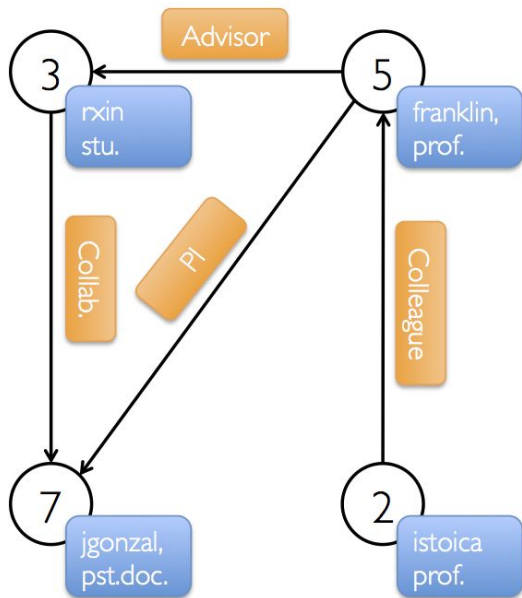 Advisor
3
5
rxin
stu.
franklin,
prof.
Collab.
PI
Colleague
7
2
jgonzal,
pst.doc.
istoica
prof.